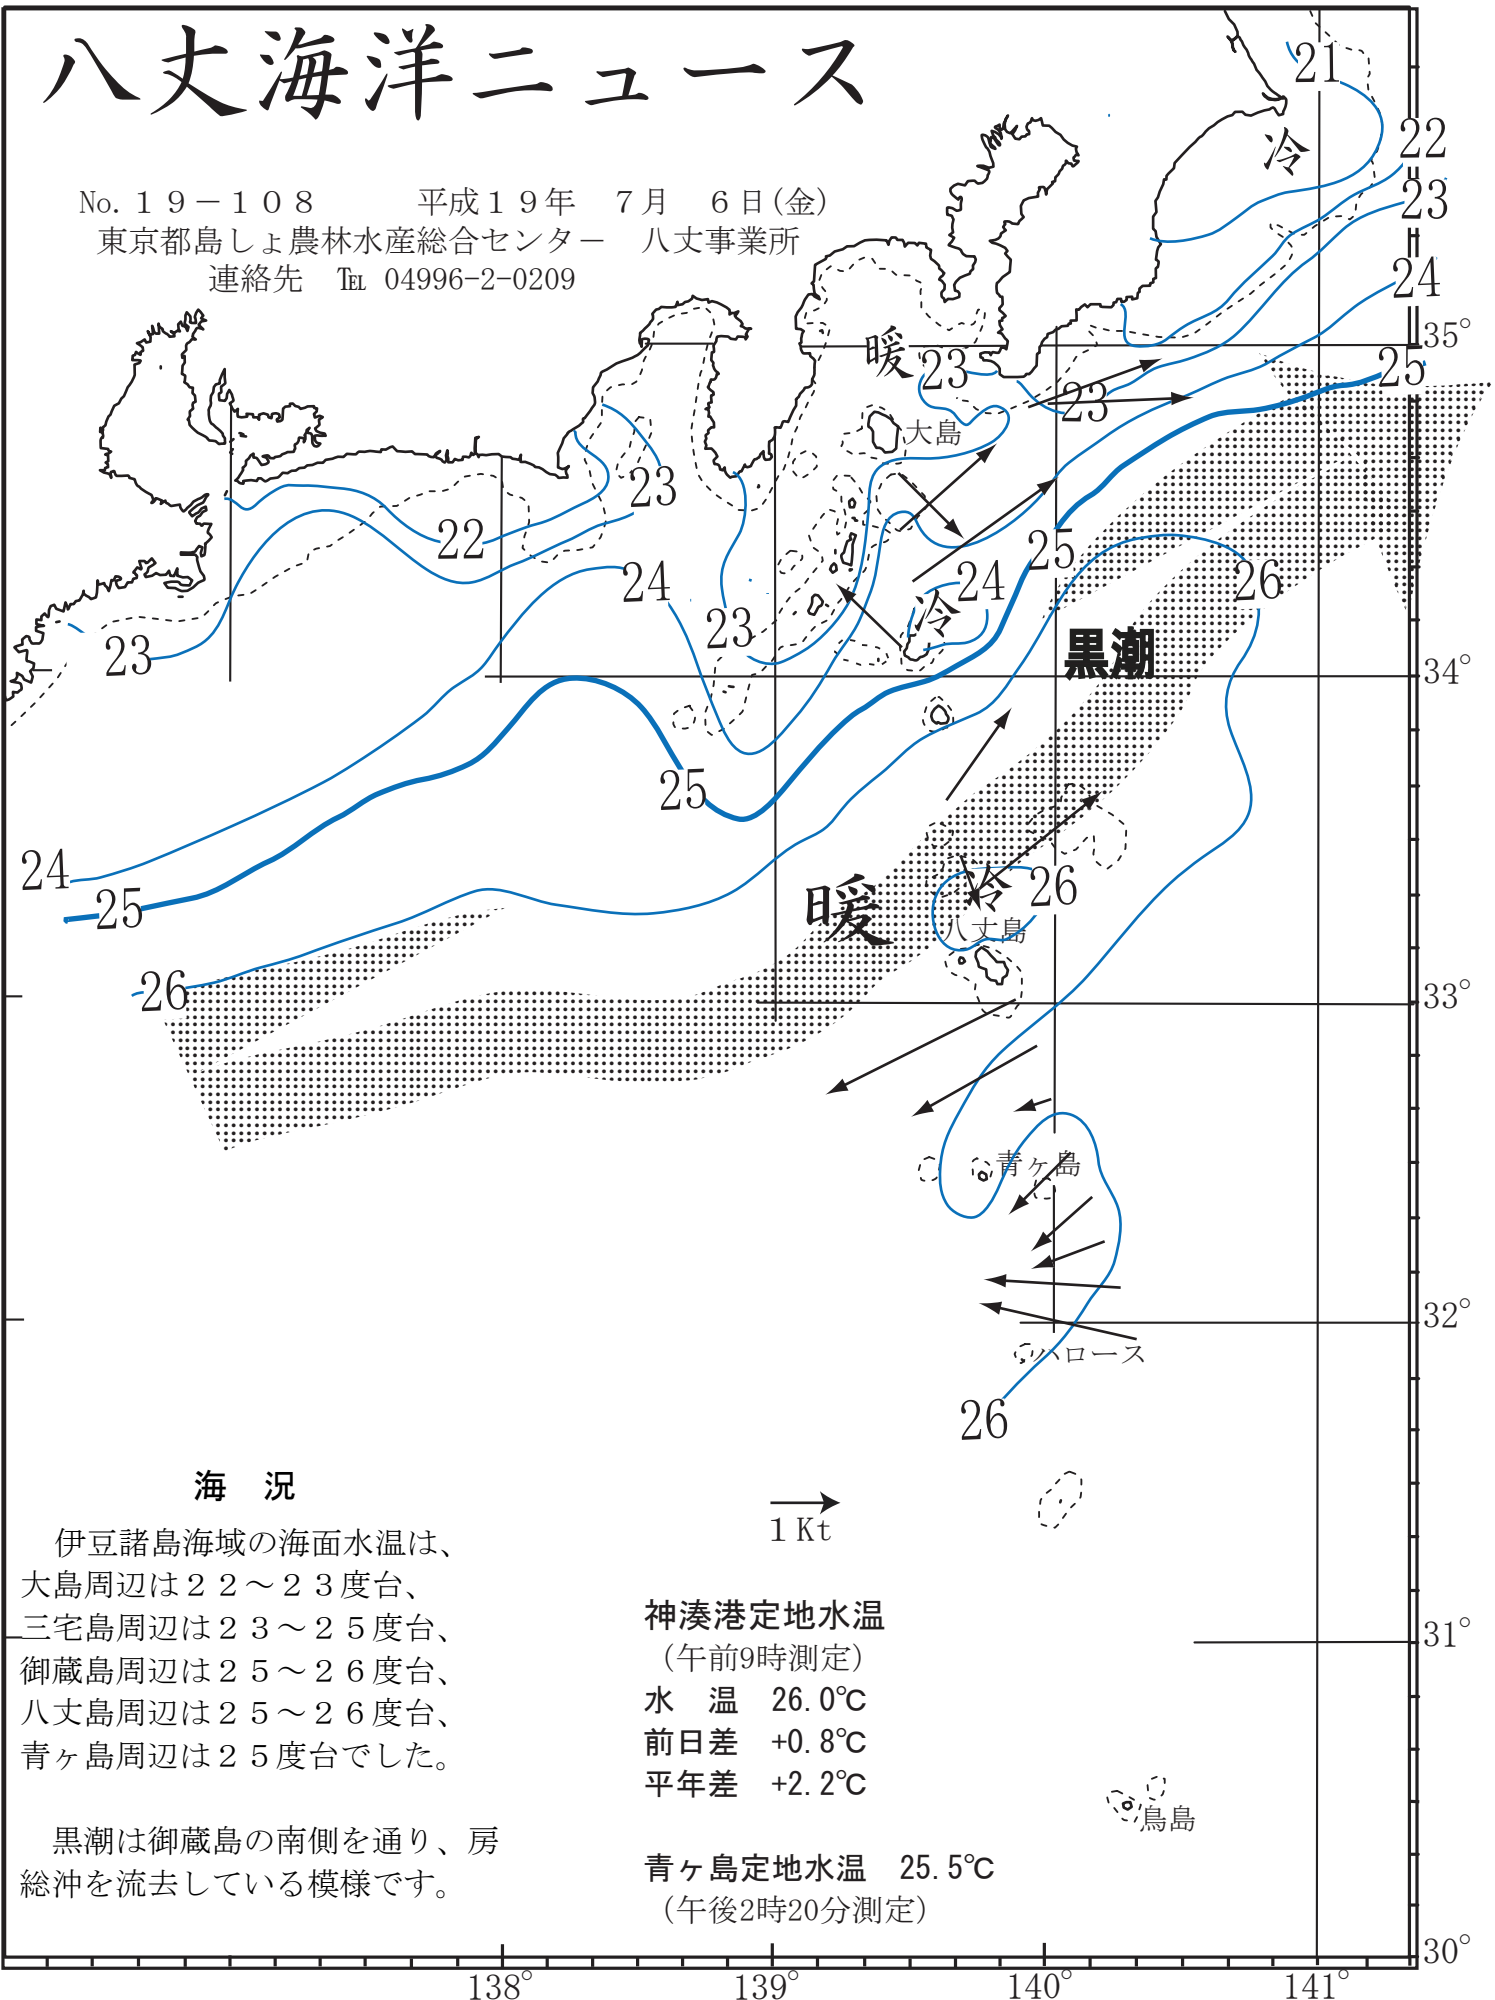 八丈海洋ニュース
No.１９－１０８　　　平成１９年　７月　６日(金)
東京都島しょ農林水産総合センター　八丈事業所
連絡先　℡ 04996-2-0209
21
冷
22
23
24
35°
暖
23
23
25
大島
23
22
24
25
24
26
冷
23
23
黒潮
34°
25
24
25
暖
冷
26
八丈島
26
33°
青ヶ島
32°
ハロース
26
海　況
伊豆諸島海域の海面水温は、
大島周辺は２２～２３度台、
三宅島周辺は２３～２５度台、
御蔵島周辺は２５～２６度台、
八丈島周辺は２５～２６度台、
青ヶ島周辺は２５度台でした。
黒潮は御蔵島の南側を通り、房
総沖を流去している模様です。
１Kt
神湊港定地水温
（午前9時測定）
水　温　26.0℃
前日差　+0.8℃
平年差　+2.2℃
青ヶ島定地水温　25.5℃
（午後2時20分測定）
31°
鳥島
30°
138°
139°
140°
141°